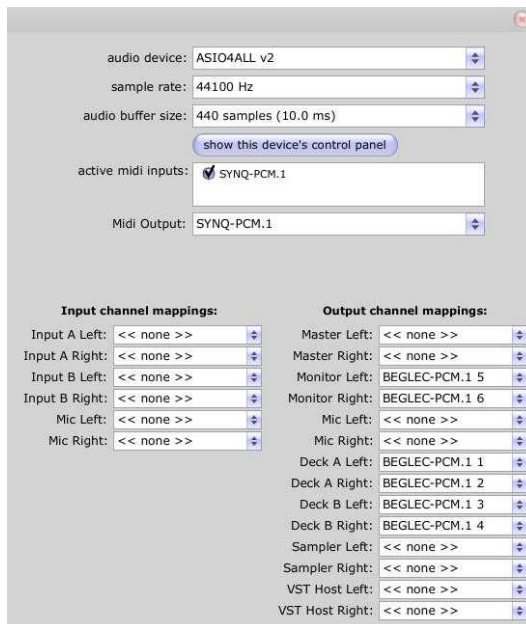 audio device: ASIO4ALL v2
sample rate: 44100 Hz
audio buffer size: 440 samples (10.0 ms)
show this device's control panel
active midi inputs: SYNQ-PCM.1
Midi Output: SYNQ-PCM.1
Input channel mappings:
Input A Left: << none >>
Input A Right: << none >>
Input B Left: << none >>
Input B Right: << none >>
Mic Left: << none >>
Mic Right: << none >>
Output channel mappings:
Master Left: << none >>
Master Right: << none >>
Monitor Left: BEGLEC-PCM.1 5
Monitor Right: BEGLEC-PCM.1 6
Mic Left: << none >>
Mic Right: << none >>
Deck A Left: BEGLEC-PCM.1 1
Deck A Right: BEGLEC-PCM.1 2
Deck B Left: BEGLEC-PCM.1 3
Deck B Right: BEGLEC-PCM.1 4
Sampler Left: << none >>
Sampler Right: << none >>
VST Host Left: << none >>
VST Host Right: << none >>